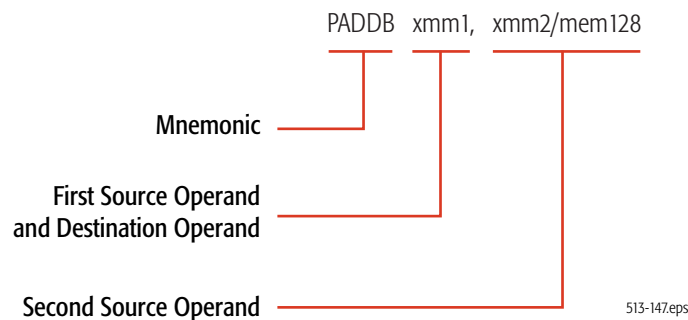 PADDB xmm1, xmm2/mem128
Mnemonic
First Source Operand
and Destination Operand
Second Source Operand
513-147.eps